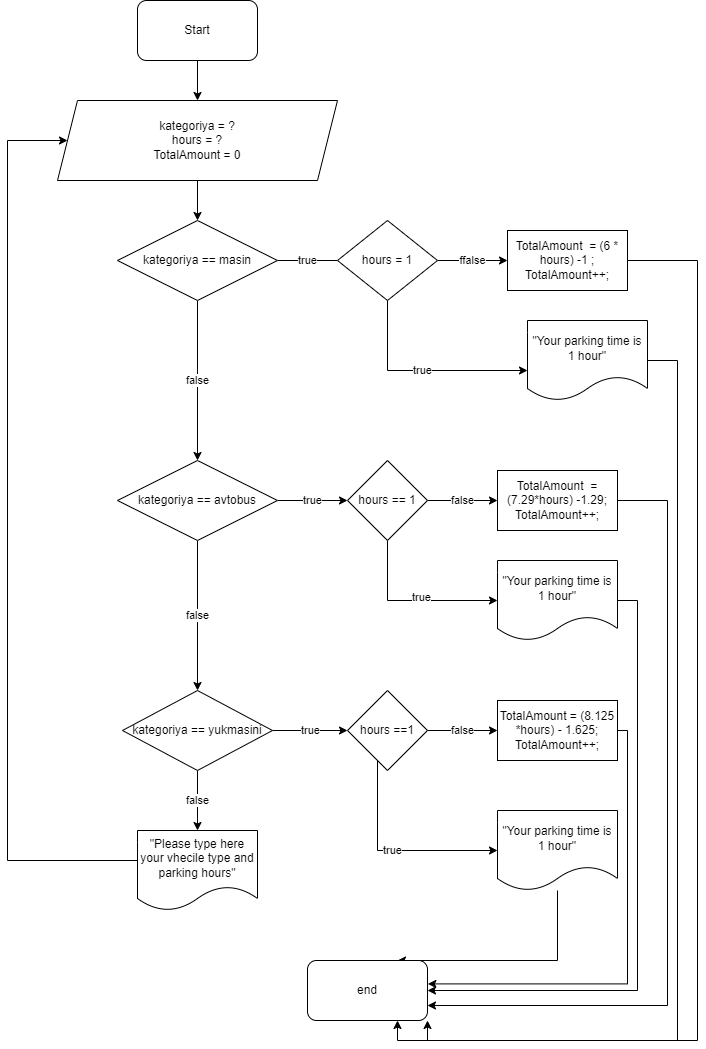 Start
kategoriya = ?
hours = ?
TotalAmount = 0
kategoriya == masin
true
hours = 1
ffalse
TotalAmount = (6 *
hours) -1 ;
TotalAmount++;
"Your parking time is
1 hour"
true
false
kategoriya == avtobus
true
hours == 1
false
TotalAmount =
(7.29*hours) -1.29;
TotalAmount++;
"Your parking time is
1 hour"
true
false
kategoriya == yukmasini
true
hours ==1
false
TotalAmount = (8.125
*hours) - 1.625;
TotalAmount++;
false
"Your parking time is
1 hour"
true
"Please type here
your vhecile type and
parking hours"
end